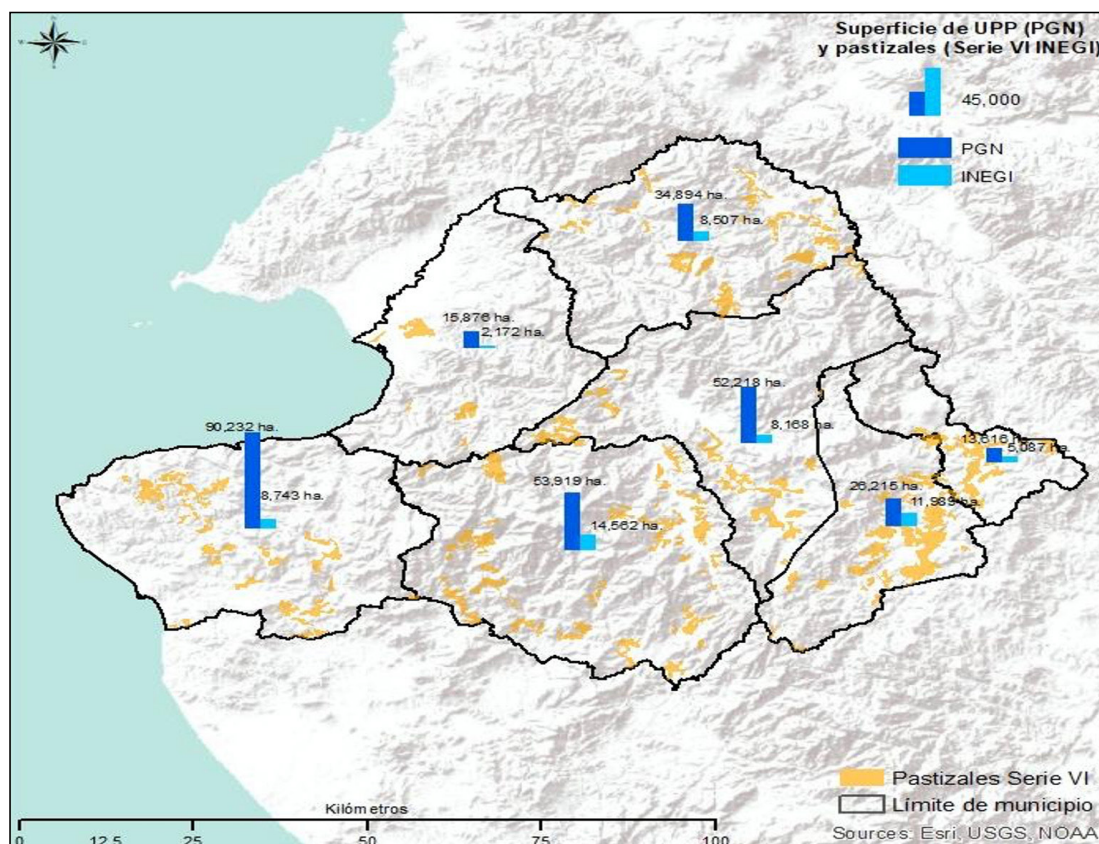 Superficie de UPP (PGN)
y pastizales (Serie VI INEGI)
45,000
PGN
INEGI
34,894 ha.
8,507 ha.
15,876 ha.
2,172 ha.
52,218 ha.
8,168 ha.
90,232 ha.
8,743 ha.
53,919 ha.
14,562 ha.
13,616 ha.
5,087 ha.
26,215 ha.
11,989 ha.
Pastizales Serie VI
Límite de municipio
Kilómetros
0 12.5 25 50 75 100
Sources: Esri, USGS, NOAA